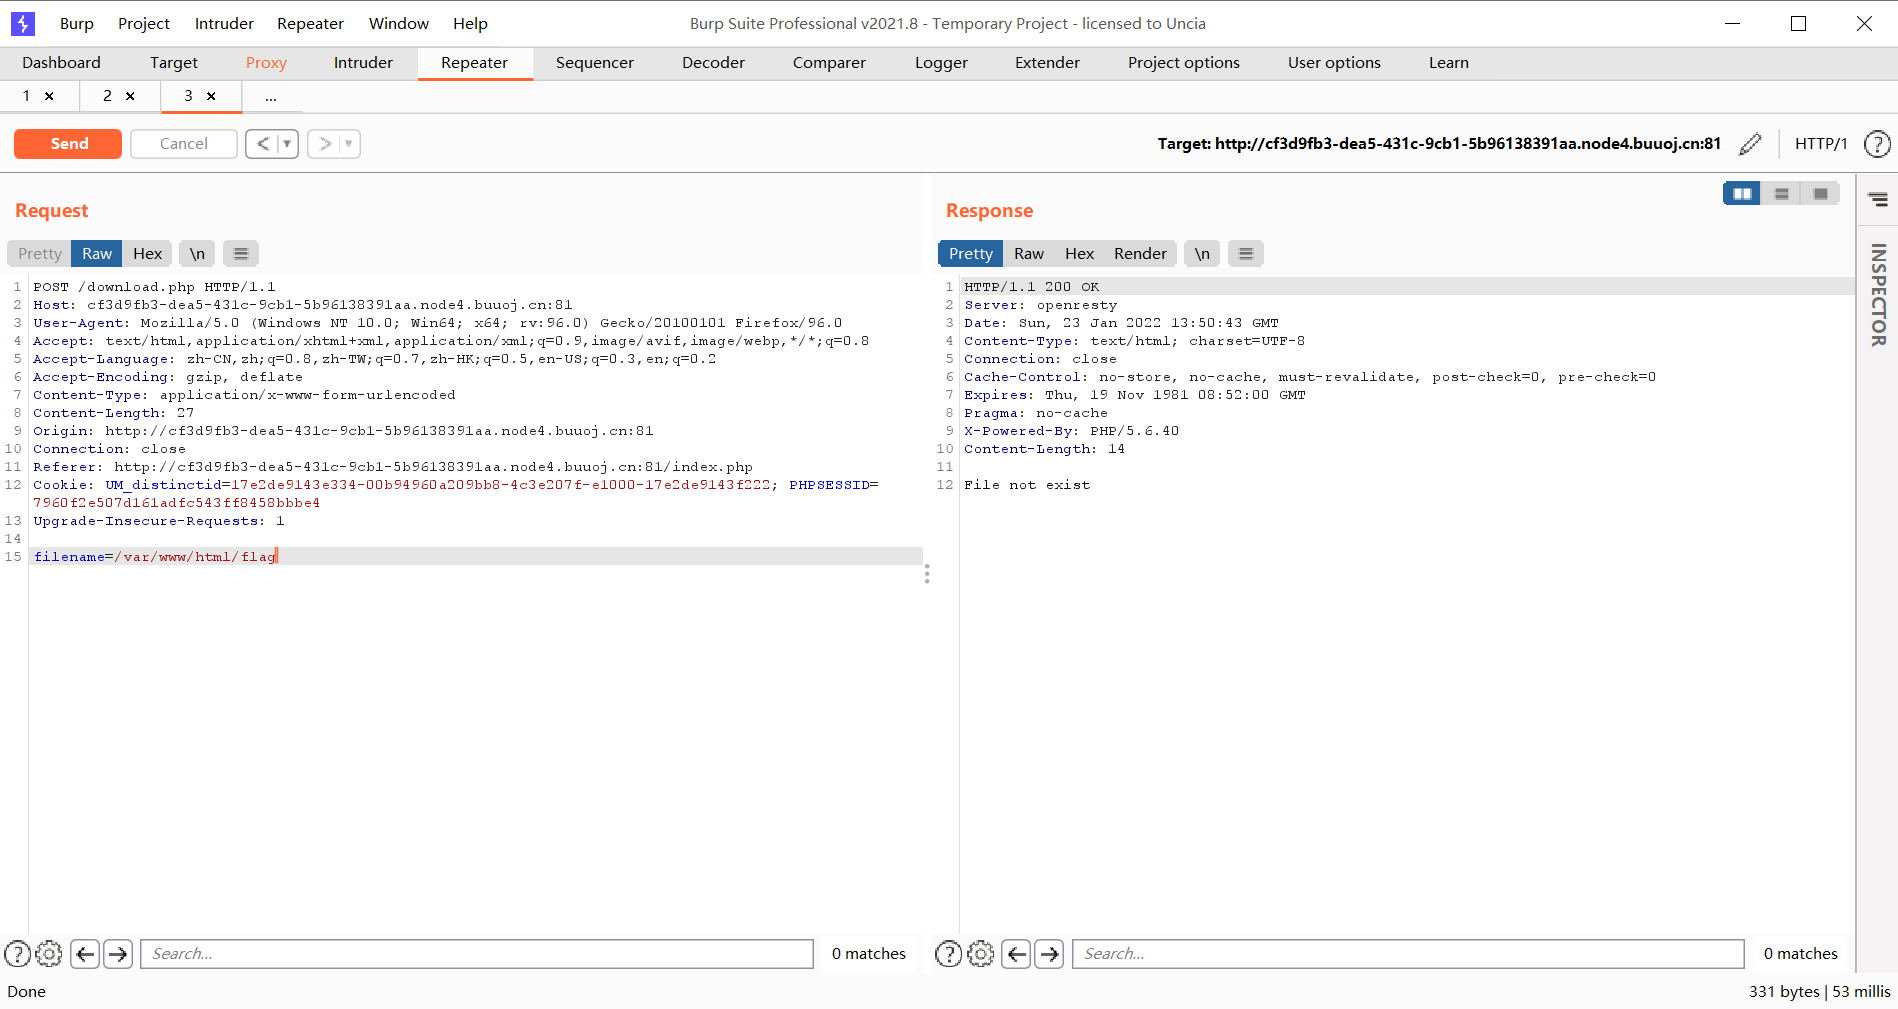 Burp Project Intruder Repeater Window Help Burp Suite Professional v2021.8 - Temporary Project - licensed to Uncia
Dashboard Target Proxy Intruder Repeater Sequencer Decoder Comparer Logger Extender Project options User options Learn
1 × 2 × 3 × ...
Send Cancel < > Target: http://cf3d9fb3-dea5-431c-9cb1-5b96138391aa.node4.buuoj.cn:81 HTTP/1 ?
Request
Pretty Raw Hex \n
1 POST /download.php HTTP/1.1
2 Host: cf3d9fb3-dea5-431c-9cb1-5b96138391aa.node4.buuoj.cn:81
3 User-Agent: Mozilla/5.0 (Windows NT 10.0; Win64; x64; rv:96.0) Gecko/20100101 Firefox/96.0
4 Accept: text/html,application/xhtml+xml,application/xml;q=0.9,image/avif,image/webp,*/*;q=0.8
5 Accept-Language: zh-CN,zh;q=0.8,zh-TW;q=0.7,zh-HK;q=0.5,en-US;q=0.3,en;q=0.2
6 Accept-Encoding: gzip, deflate
7 Content-Type: application/x-www-form-urlencoded
8 Content-Length: 27
9 Origin: http://cf3d9fb3-dea5-431c-9cb1-5b96138391aa.node4.buuoj.cn:81
10 Connection: close
11 Referer: http://cf3d9fb3-dea5-431c-9cb1-5b96138391aa.node4.buuoj.cn:81/index.php
12 Cookie: UM_distinctid=17e2de9143e334-00b94960a209bb8-4c3e207f-e1000-17e2de9143f222; PHPSESSID=
7960f2e507d161adfc543ff8458bbbe4
13 Upgrade-Insecure-Requests: 1
14
15 filename=/var/www/html/flag
? Search... 0 matches
Response
Pretty Raw Hex Render \n
1 HTTP/1.1 200 OK
2 Server: openresty
3 Date: Sun, 23 Jan 2022 13:50:43 GMT
4 Content-Type: text/html; charset=UTF-8
5 Connection: close
6 Cache-Control: no-store, no-cache, must-revalidate, post-check=0, pre-check=0
7 Expires: Thu, 19 Nov 1981 08:52:00 GMT
8 Pragma: no-cache
9 X-Powered-By: PHP/5.6.40
10 Content-Length: 14
11
12 File not exist
? Search... 0 matches
INSPECTOR
Done 331 bytes | 53 millis